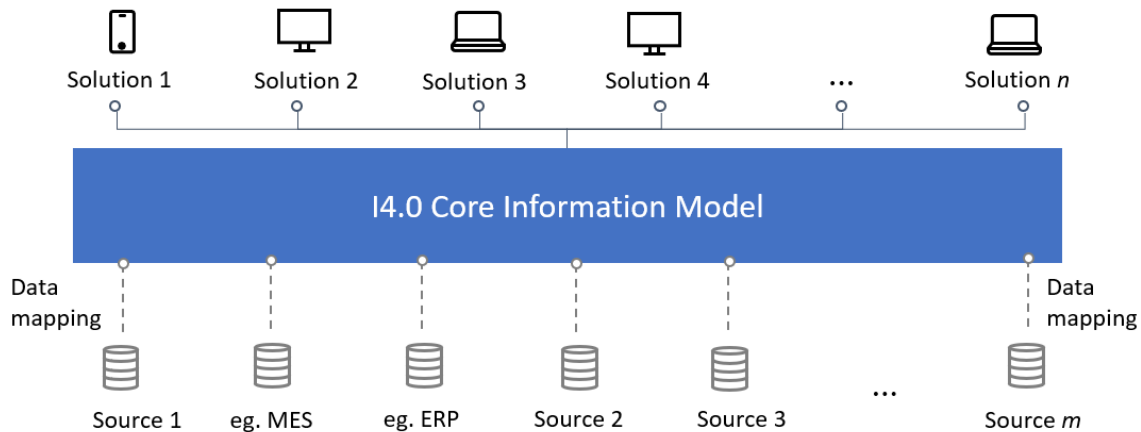 Solution 1
Solution 2
Solution 3
Solution 4
...
Solution n
I4.0 Core Information Model
Data
mapping
Data
mapping
Source 1
eg. MES
eg. ERP
Source 2
Source 3
...
Source m